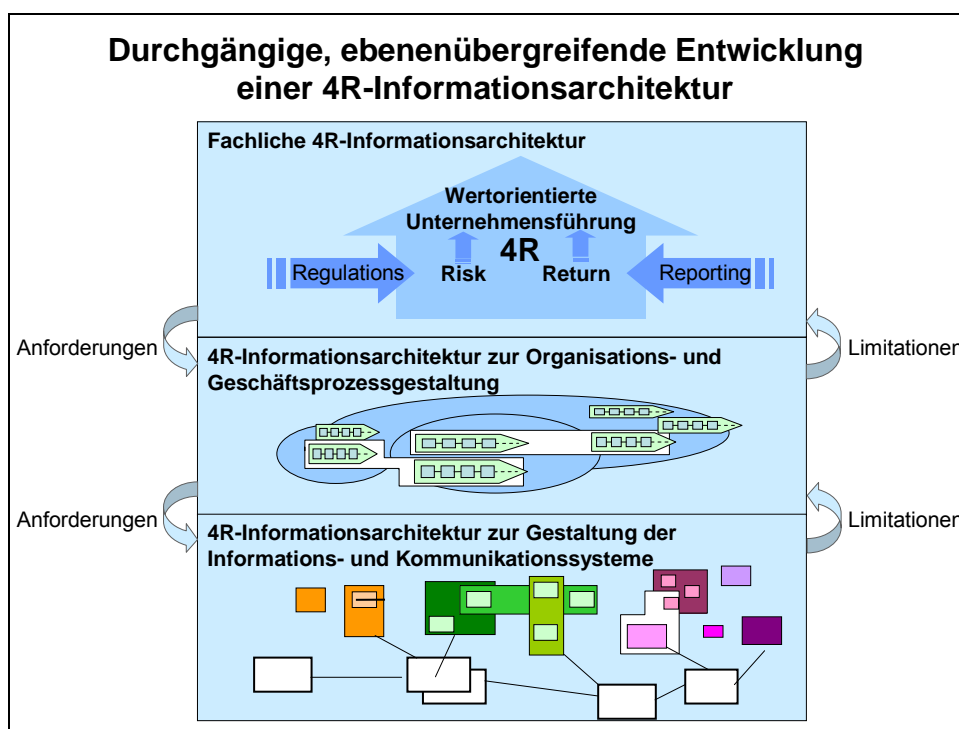 Durchgängige, ebenenübergreifende Entwicklung
einer 4R-Informationsarchitektur
Fachliche 4R-Informationsarchitektur
Wertorientierte
Unternehmensführung
4R
Regulations
Risk
Return
Reporting
Anforderungen
Limitationen
4R-Informationsarchitektur zur Organisations- und
Geschäftsprozessgestaltung
Anforderungen
Limitationen
4R-Informationsarchitektur zur Gestaltung der
Informations- und Kommunikationssysteme